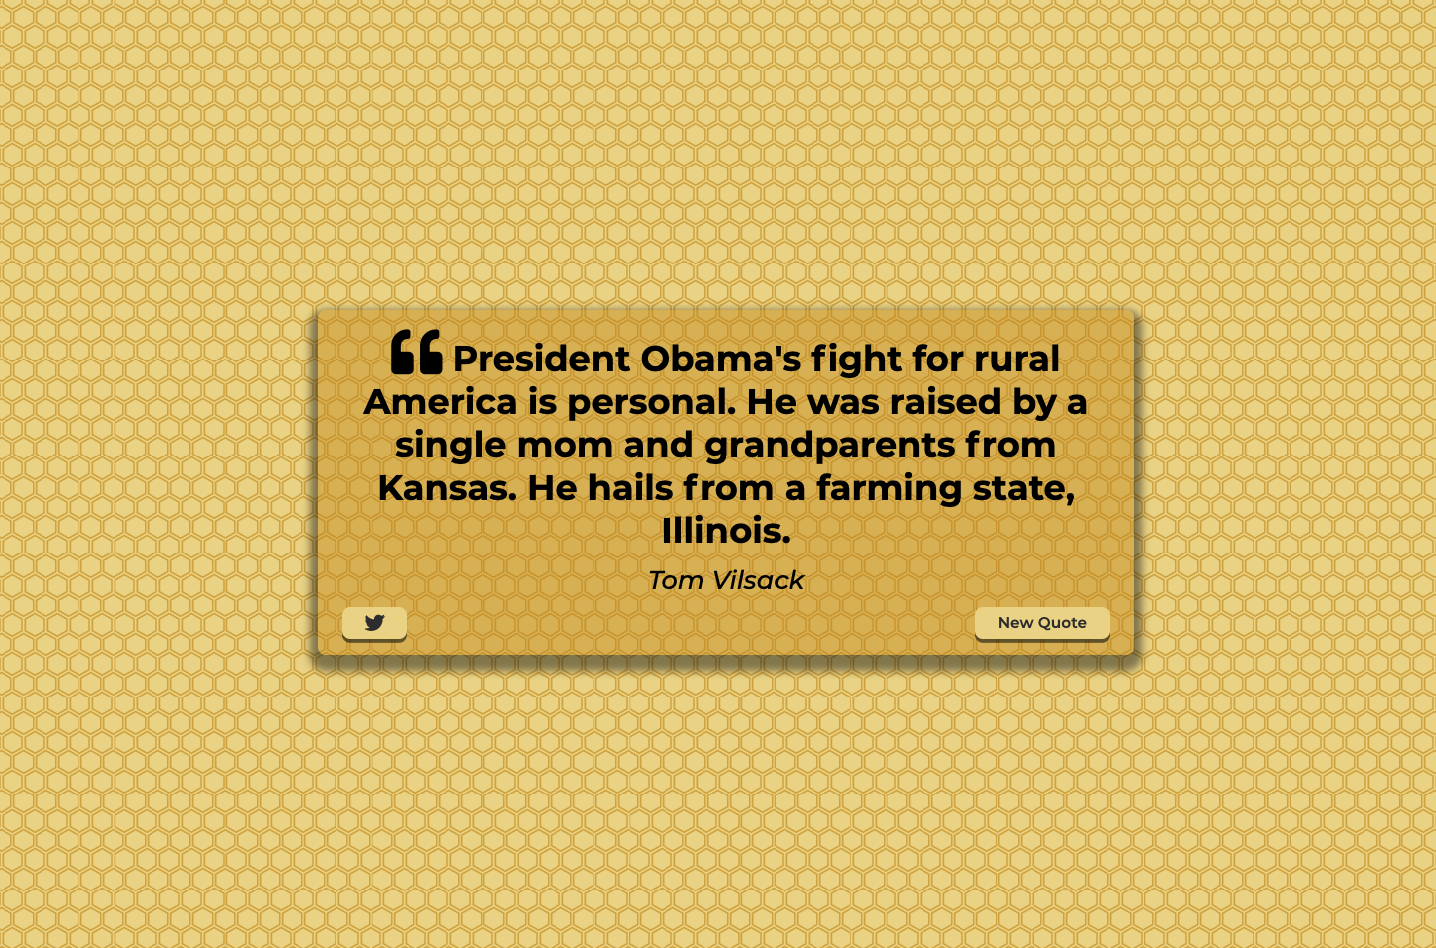 President Obama's fight for rural
America is personal. He was raised by a
single mom and grandparents from
Kansas. He hails from a farming state,
Illinois.
Tom Vilsack
New Quote